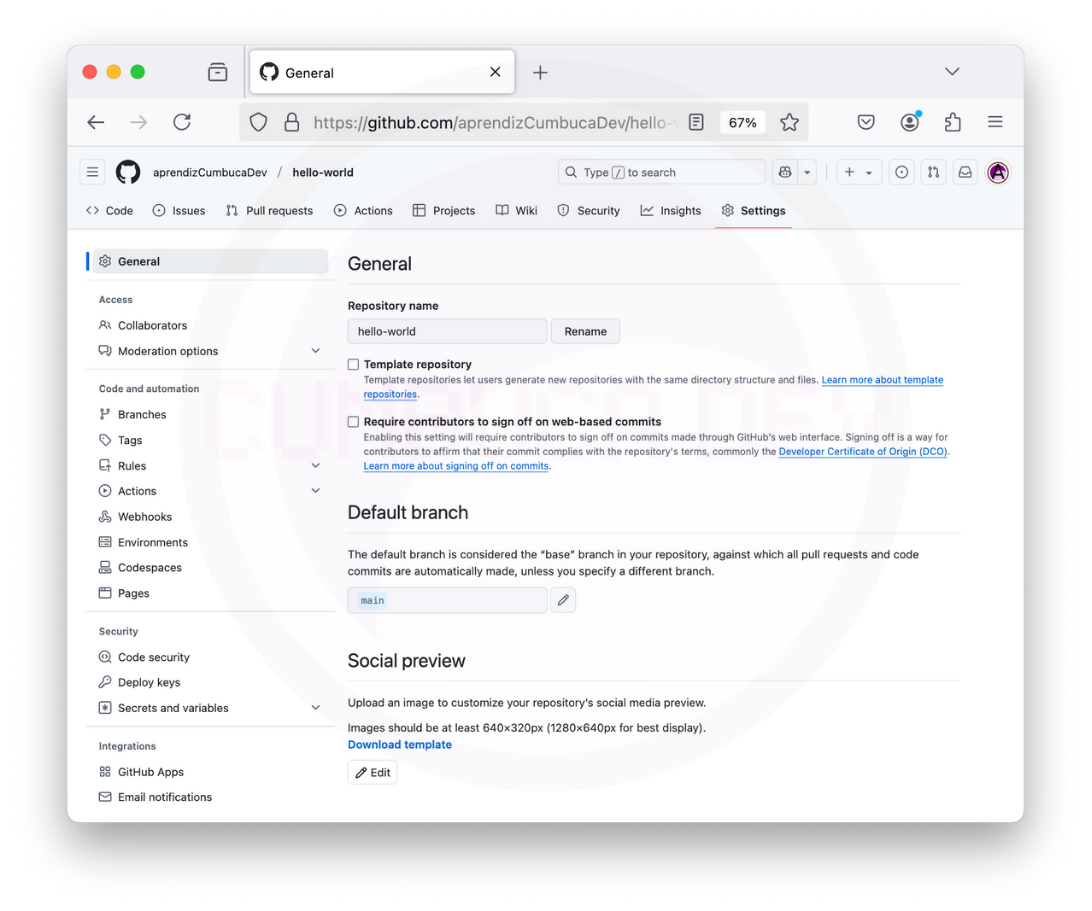 General
https://github.com/aprendizCumbucaDev/hello-
67%
aprendizCumbucaDev / hello-world
Type / to search
Code
Issues
Pull requests
Actions
Projects
Wiki
Security
Insights
Settings
General
Access
Collaborators
Moderation options
Code and automation
Branches
Tags
Rules
Actions
Webhooks
Environments
Codespaces
Pages
Security
Code security
Deploy keys
Secrets and variables
Integrations
GitHub Apps
Email notifications
General
Repository name
hello-world
Rename
Template repository
Template repositories let users generate new repositories with the same directory structure and files. Learn more about template
repositories.
Require contributors to sign off on web-based commits
Enabling this setting will require contributors to sign off on commits made through GitHub's web interface. Signing off is a way for
contributors to affirm that their commit complies with the repository's terms, commonly the Developer Certificate of Origin (DCO).
Learn more about signing off on commits.
Default branch
The default branch is considered the "base" branch in your repository, against which all pull requests and code
commits are automatically made, unless you specify a different branch.
main
Social preview
Upload an image to customize your repository's social media preview.
Images should be at least 640×320px (1280×640px for best display).
Download template
Edit